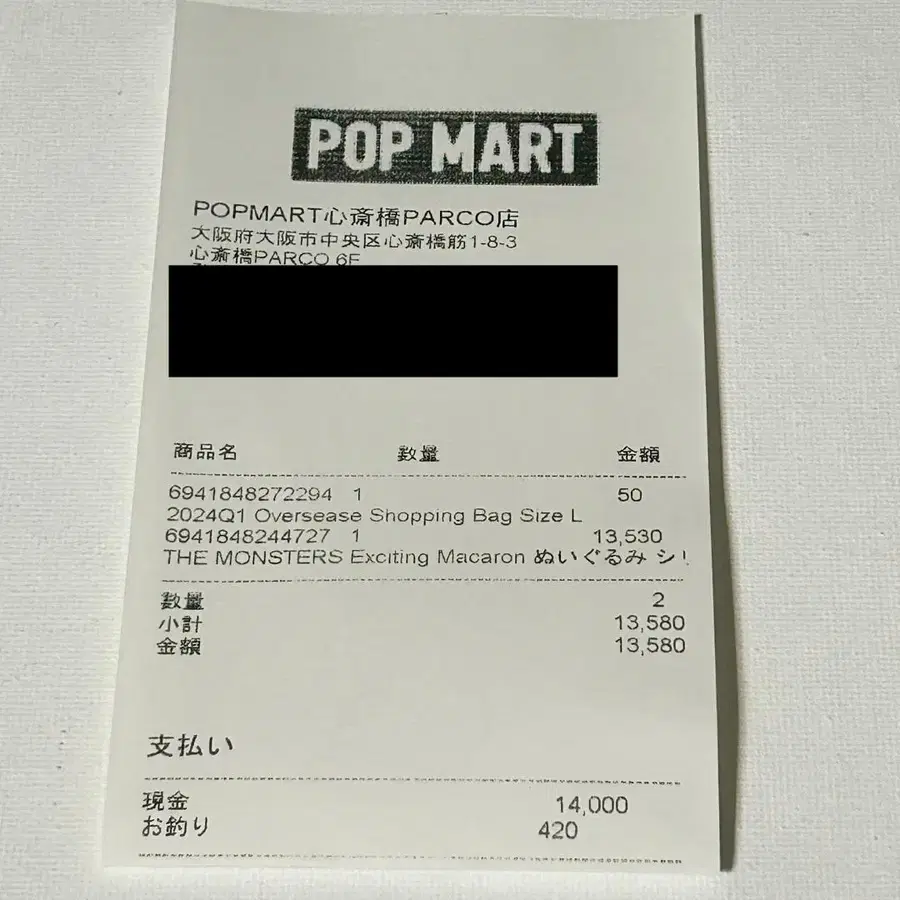 POP MART
POPMART心斎橋PARCO店
大阪府大阪市中央区心斎橋筋1-8-3
心斎橋PARCO 6F
商品名 数量 金額
6941848272294 1 50
2024Q1 Oversease Shopping Bag Size L
6941848244727 1 13,530
THE MONSTERS Exciting Macaron ぬいぐるみ シリ
数量 2
小計 13,580
金額 13,580
支払い
現金 14,000
お釣り 420